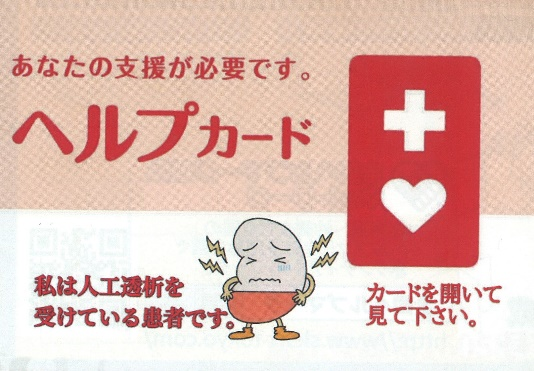 あなたの支援が必要です。
ヘルプカード
私は人工透析を
受けている患者です。
カードを開いて
見て下さい。